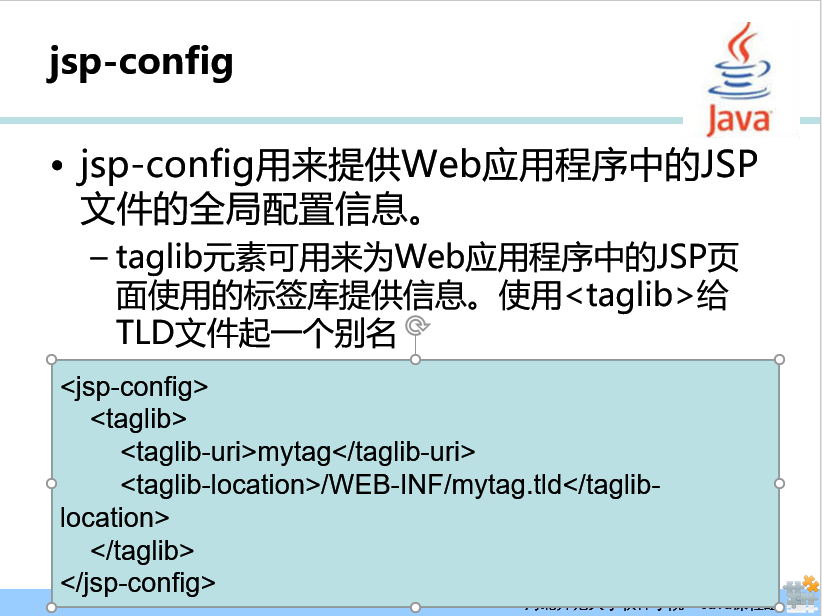 jsp-config
Java
• jsp-config用来提供Web应用程序中的JSP
文件的全局配置信息。
– taglib元素可用来为Web应用程序中的JSP页
面使用的标签库提供信息。使用<taglib>给
TLD文件起一个别名
<jsp-config>
<taglib>
<taglib-uri>mytag</taglib-uri>
<taglib-location>/WEB-INF/mytag.tld</taglib-
location>
</taglib>
</jsp-config>